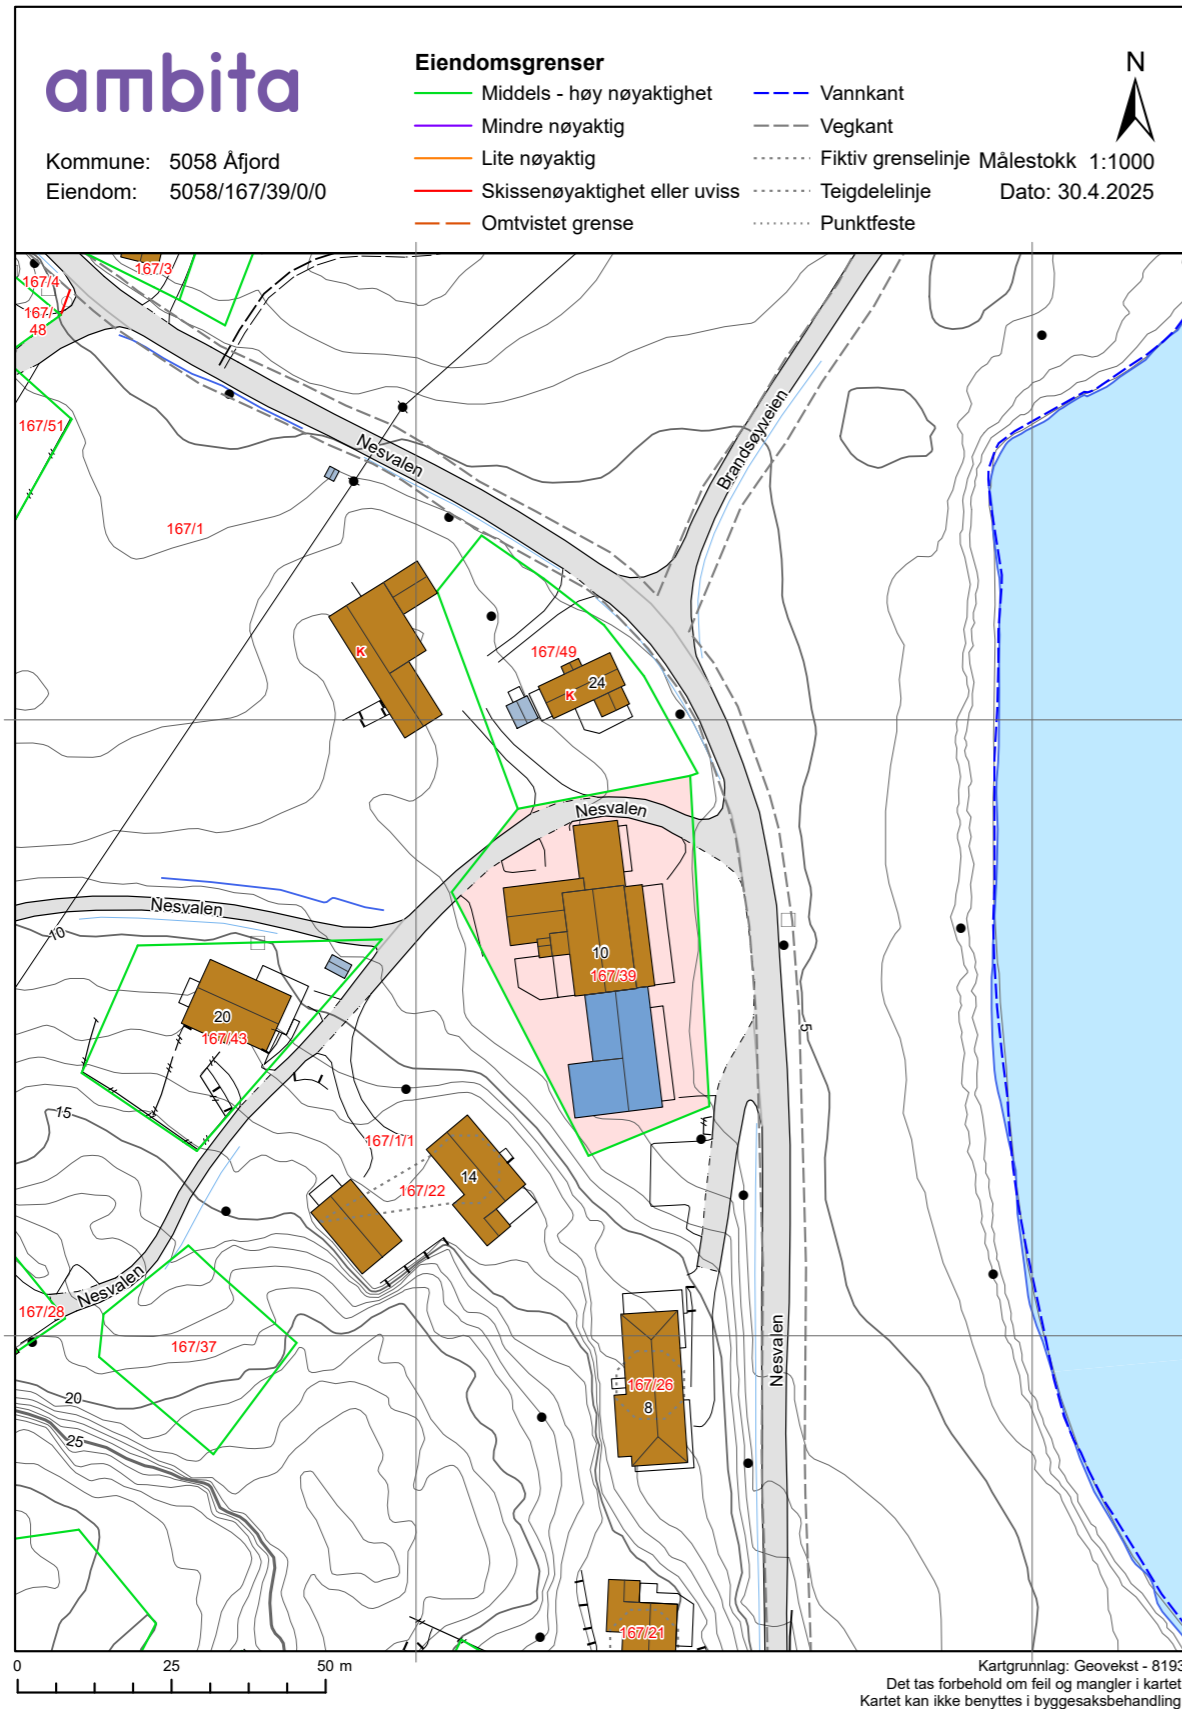 ambita
Kommune: 5058 Åfjord
Eiendom: 5058/167/39/0/0
Eiendomsgrenser
Middels - høy nøyaktighet
Mindre nøyaktig
Lite nøyaktig
Skissenøyaktighet eller uviss
Omtvistet grense
Vannkant
Vegkant
Fiktiv grenselinje
Teigdelelinje
Punktfeste
N
Målestokk 1:1000
Dato: 30.4.2025
167/3
167/4
167/
48
167/51
Nesvalen
Brandsøyveien
167/1
K
167/49
24
K
Nesvalen
Nesvalen
10
10
167/39
20
167/43
5
15
167/1/1
14
167/22
Nesvalen
167/28
167/37
Nesvalen
20
25
167/26
8
167/21
0 25 50 m
Kartgrunnlag: Geovekst - 8193
Det tas forbehold om feil og mangler i kartet
Kartet kan ikke benyttes i byggesaksbehandling